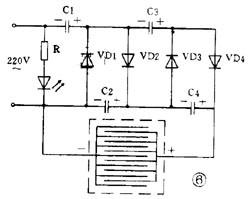 C1
C3
− +
− +
220V
~
R
VD1
VD2
VD3
VD4
C2
C4
− +
− +
−
+
⑥